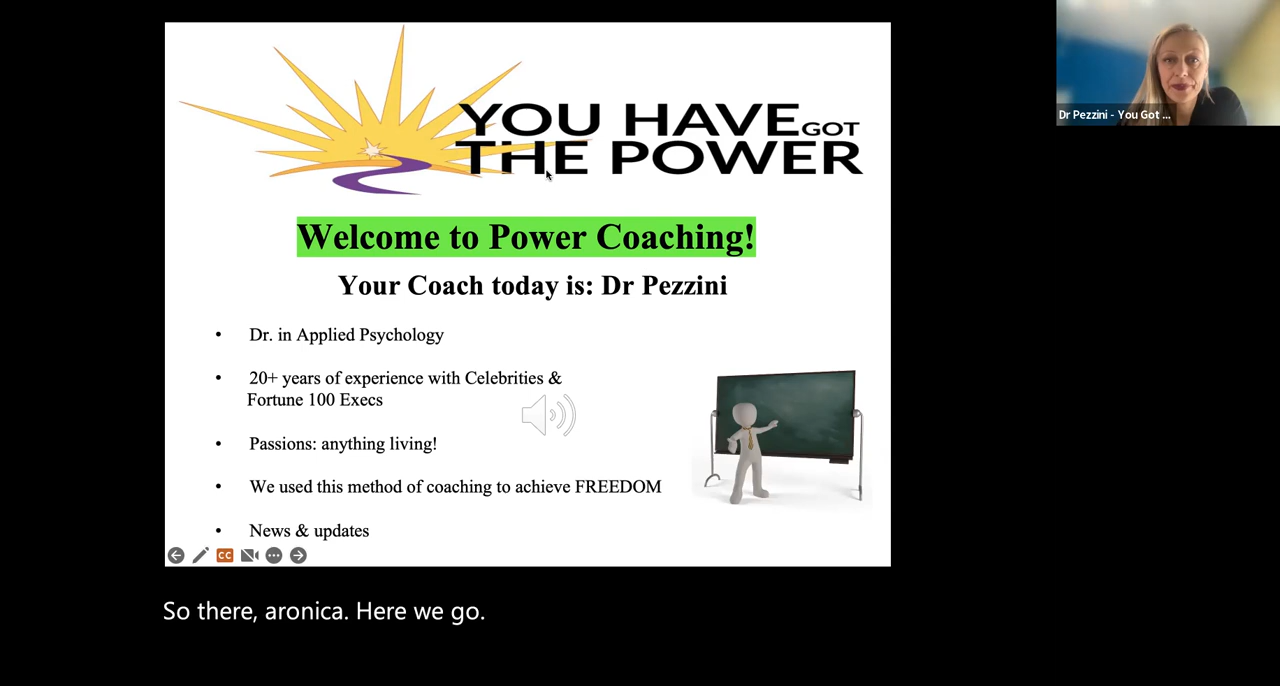 YOU HAVE GOT
THE POWER
Dr Pezzini - You Got ...
Welcome to Power Coaching!
Your Coach today is: Dr Pezzini
• Dr. in Applied Psychology
• 20+ years of experience with Celebrities &
Fortune 100 Execs
• Passions: anything living!
• We used this method of coaching to achieve FREEDOM
• News & updates
CC
So there, aronica. Here we go.